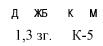 Д ЖБ К М
1,3 зг. К-5